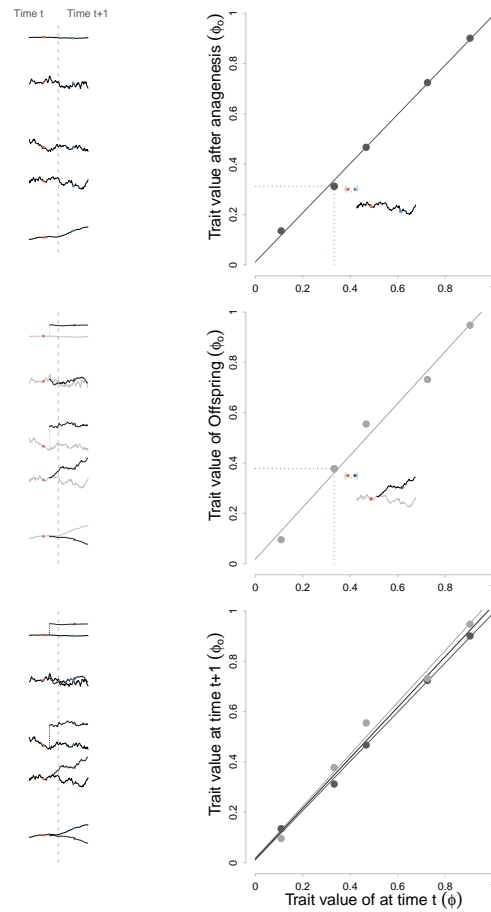 Time t Time t+1
Trait value after anagenesis (ϕₒ)
1
0.8
0.6
0.4
0.2
0
0 0.2 0.4 0.6 0.8 1
Trait value of Offspring (ϕₒ)
1
0.8
0.6
0.4
0.2
0
0 0.2 0.4 0.6 0.8 1
Trait value at time t+1 (ϕₒ)
1
0.8
0.6
0.4
0.2
0
0 0.2 0.4 0.6 0.8 1
Trait value of at time t (ϕ)